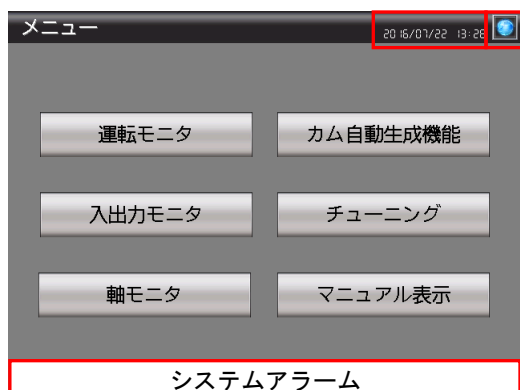 メニュー
2016/07/22 13:28
運転モニタ
カム自動生成機能
入出力モニタ
チューニング
軸モニタ
マニュアル表示
システムアラーム